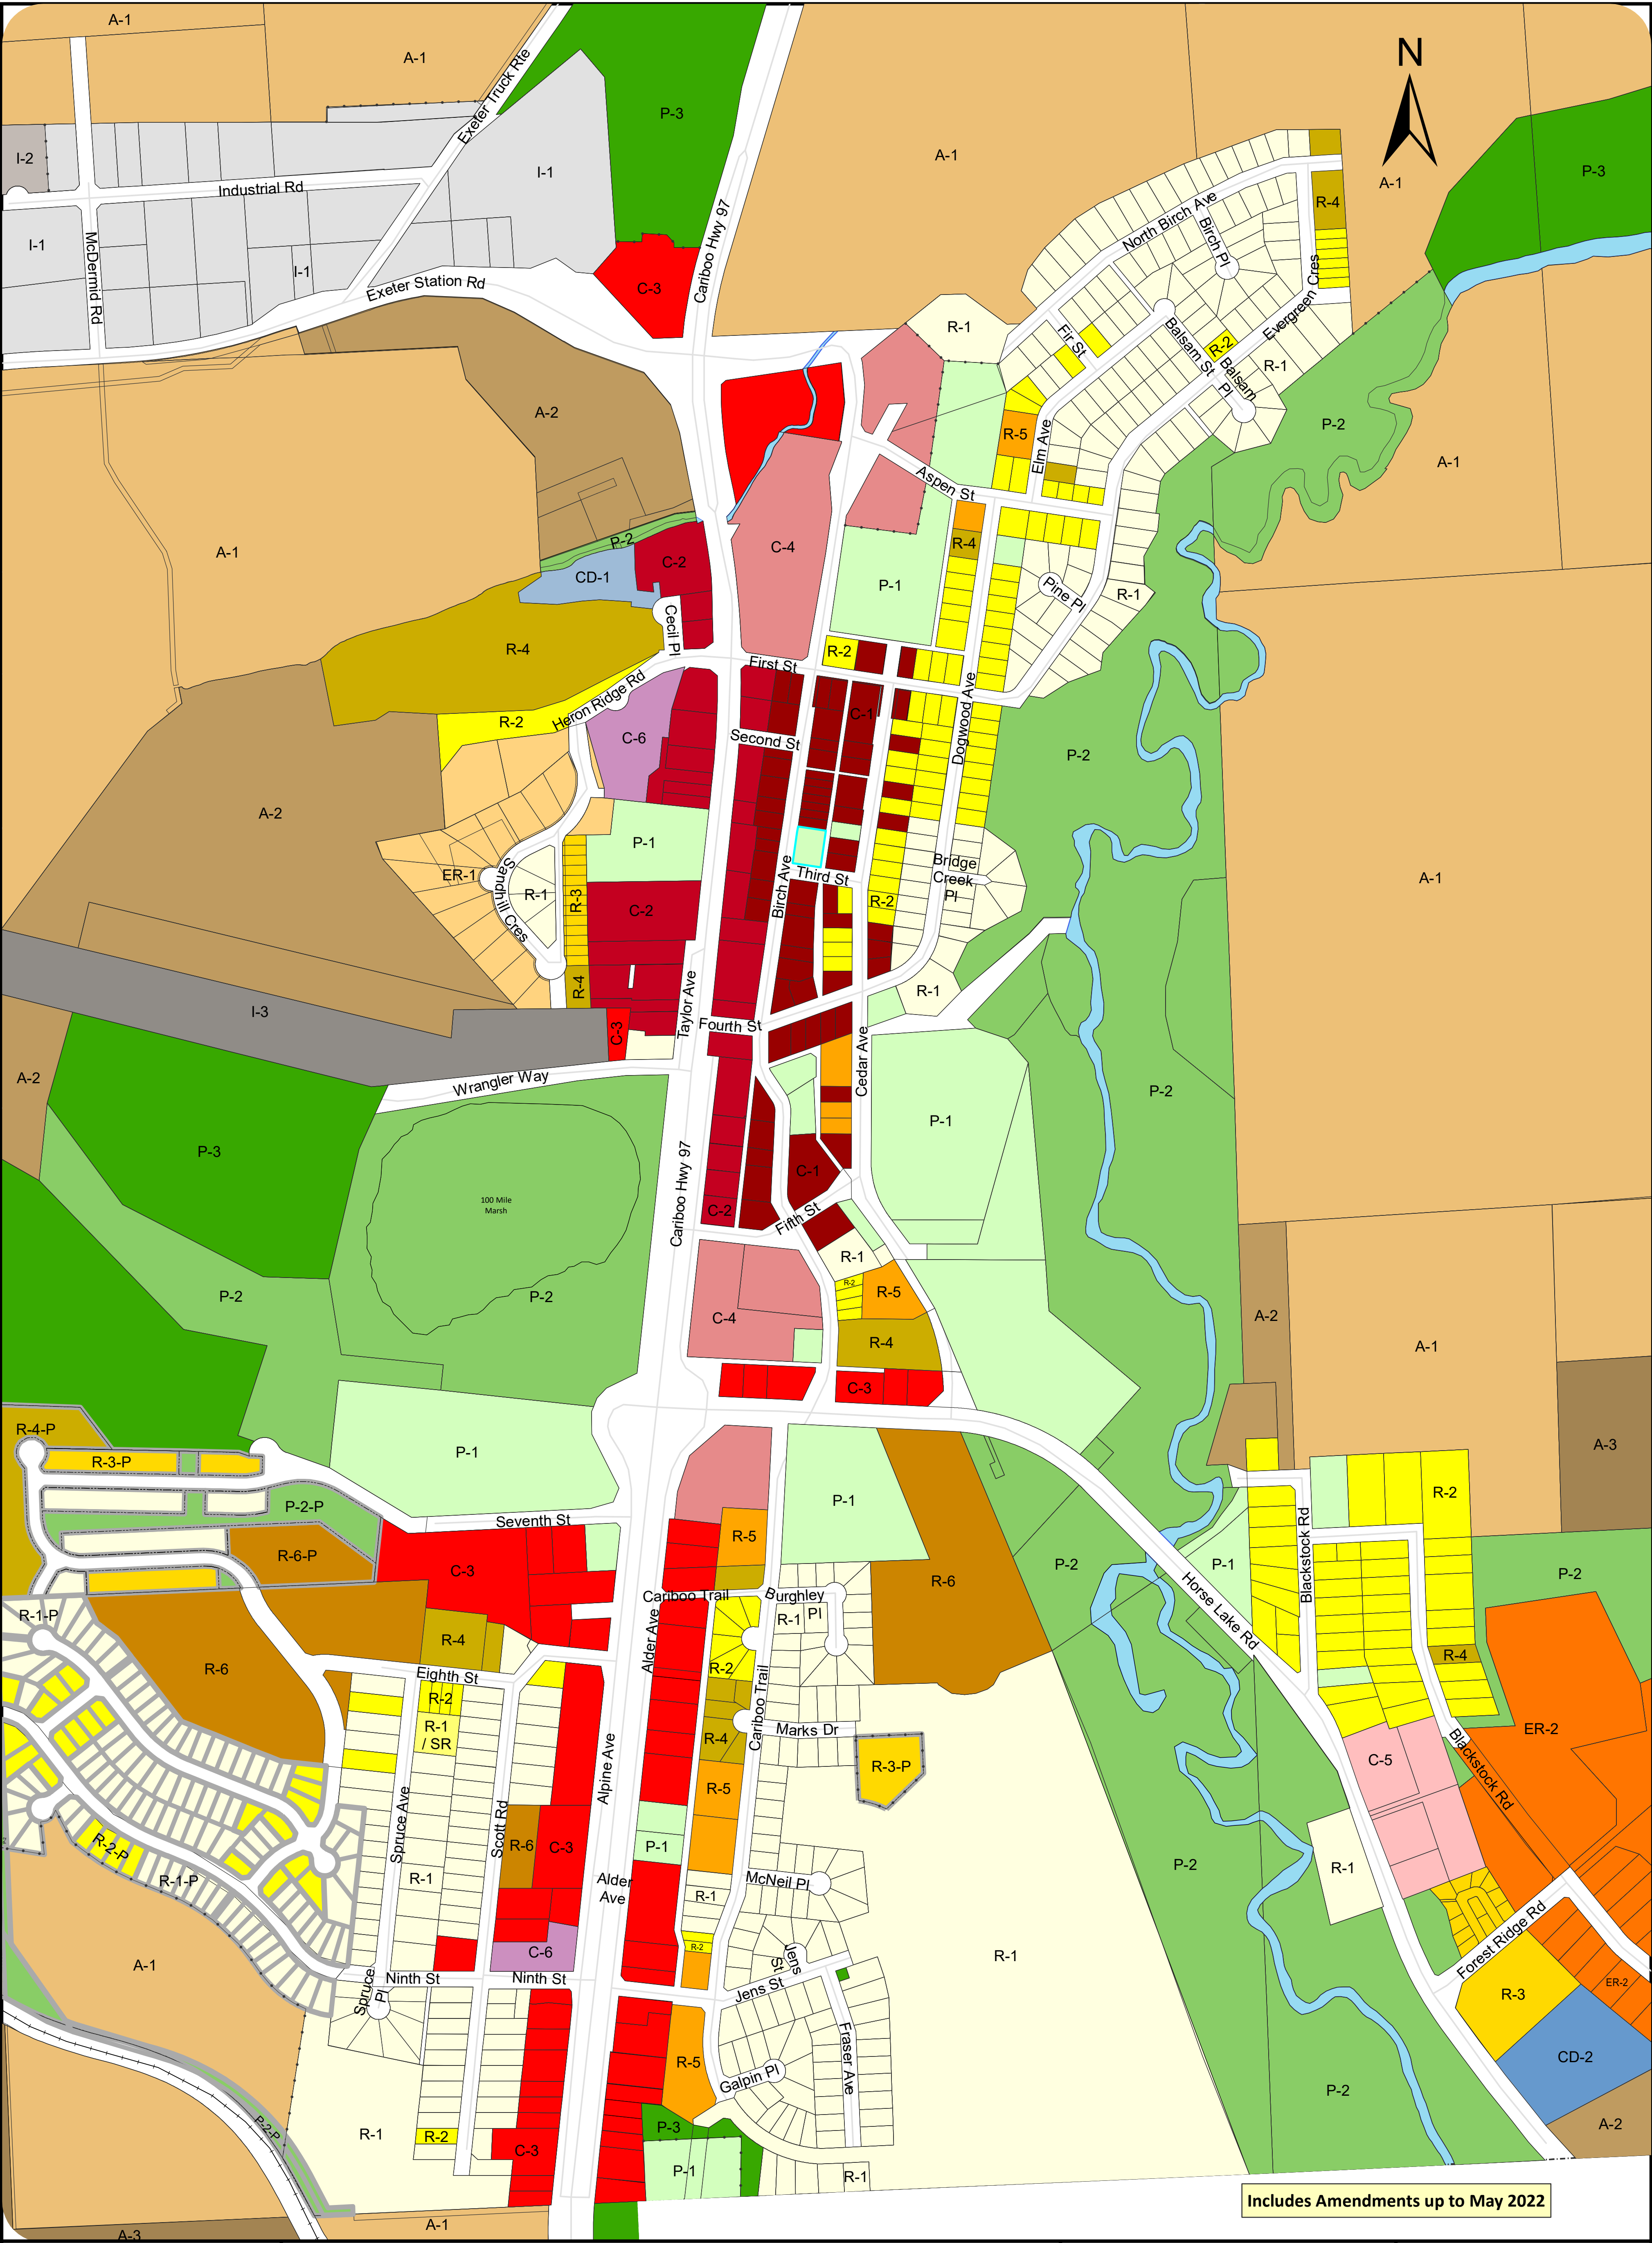 A-1
A-1
N
Exeter Truck Rte
P-3
A-1
A-1
P-3
I-2
I-1
Industrial Rd
R-4
North Birch Ave
Birch Pl
I-1
McDermid Rd
I-1
Exeter Station Rd
C-3
Cariboo Hwy 97
Evergreen Cres
R-1
Fir St
Balsam St
R-2
Balsam
Pl
R-1
A-2
P-2
R-5
Elm Ave
A-1
Aspen St
A-1
P-2
C-2
C-4
R-4
CD-1
P-1
Pine Pl
R-1
Cecil Pl
R-4
First St
R-2
Heron Ridge Rd
R-2
C-6
C-1
Dogwood Ave
Second St
P-2
A-2
P-1
ER-1
Sandhill Cres
R-1
R-3
C-2
Birch Ave
Third St
Bridge
Creek
Pl
R-2
A-1
R-4
R-1
I-3
C-3
Taylor Ave
Fourth St
Cedar Ave
A-2
Wrangler Way
P-2
P-1
P-3
100 Mile
Marsh
Cariboo Hwy 97
C-1
C-2
Fifth St
R-1
P-2
P-2
R-2
R-5
C-4
R-4
A-2
A-1
C-3
R-4-P
R-3-P
P-1
A-3
P-2-P
Seventh St
P-1
R-5
R-2
Blackstock Rd
R-6-P
C-3
R-6
P-2
P-1
P-2
Cariboo Trail
Burghley
Pl
R-1
Horse Lake Rd
R-1-P
R-4
Alder Ave
R-6
Eighth St
R-2
R-2
R-4
R-1
/ SR
Cariboo Trail
Marks Dr
R-4
ER-2
C-5
Blackstock Rd
Alpine Ave
R-3-P
R-5
Spruce Ave
Scott Rd
R-6
C-3
P-1
R-2-P
R-1-P
R-1
Alder
Ave
McNeil Pl
R-1
P-2
R-1
R-2
Forest Ridge Rd
C-6
Jens
St
R-1
A-1
Ninth St
Ninth St
Spruce
Pl
Jens St
ER-2
R-3
Fraser Ave
CD-2
R-5
Galpin Pl
P-2
P-2-P
R-1
R-2
P-3
A-2
C-3
P-1
R-1
Includes Amendments up to May 2022
A-1
A-3